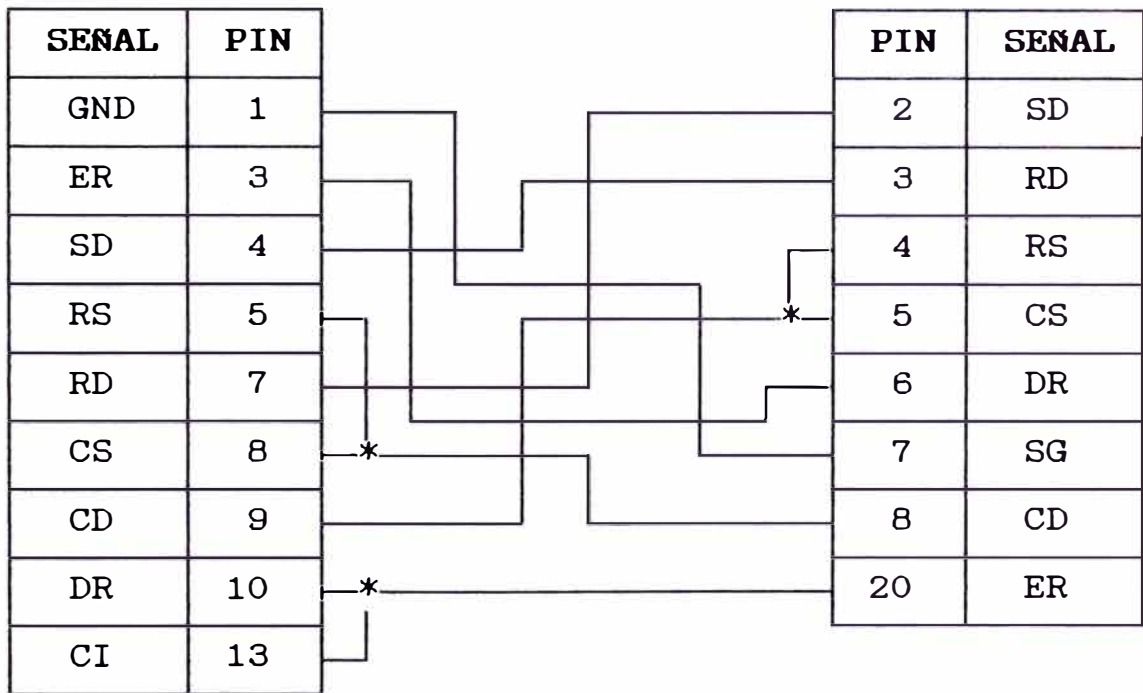 SEÑAL PIN PIN SEÑAL
GND 1 2 SD
ER 3 3 RD
SD 4 4 RS
RS 5 * 5 CS
RD 7 6 DR
CS 8 * 7 SG
CD 9 8 CD
DR 10 * 20 ER
CI 13